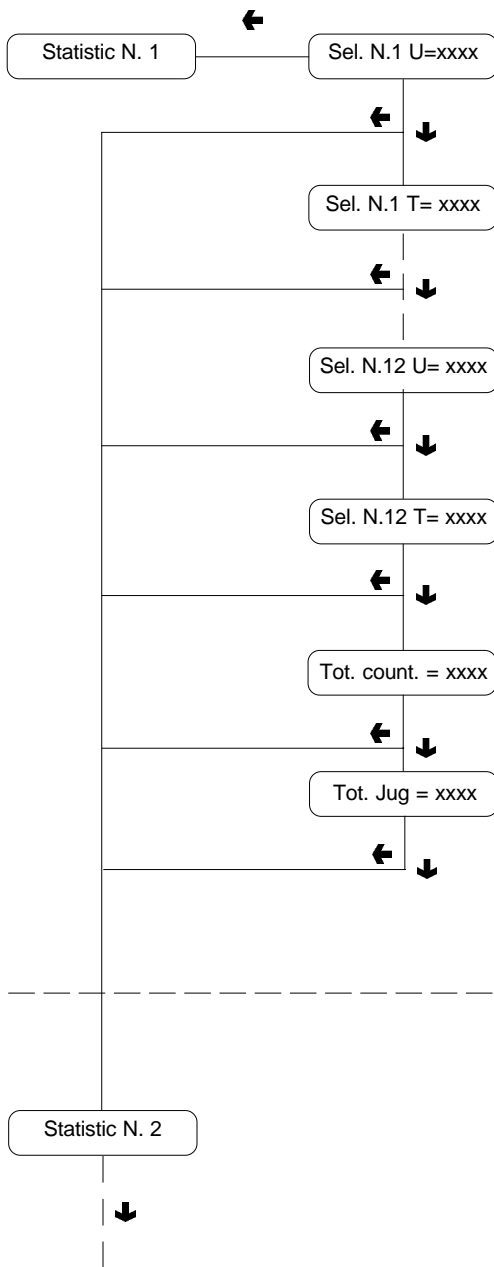 Statistic N. 1
Sel. N.1 U=xxxx
Sel. N.1 T= xxxx
Sel. N.12 U= xxxx
Sel. N.12 T= xxxx
Tot. count. = xxxx
Tot. Jug = xxxx
Statistic N. 2